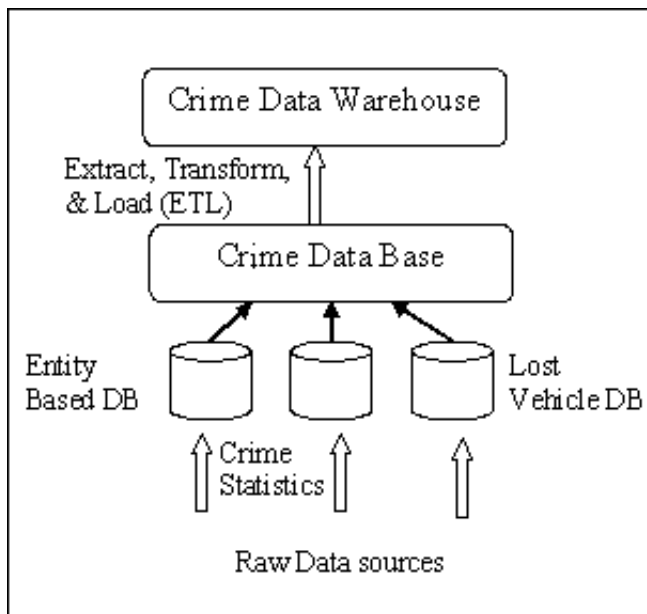 Crime Data Warehouse
Extract, Transform,
& Load (ETL)
Crime Data Base
Entity
Based DB
Lost
Vehicle DB
Crime
Statistics
Raw Data sources